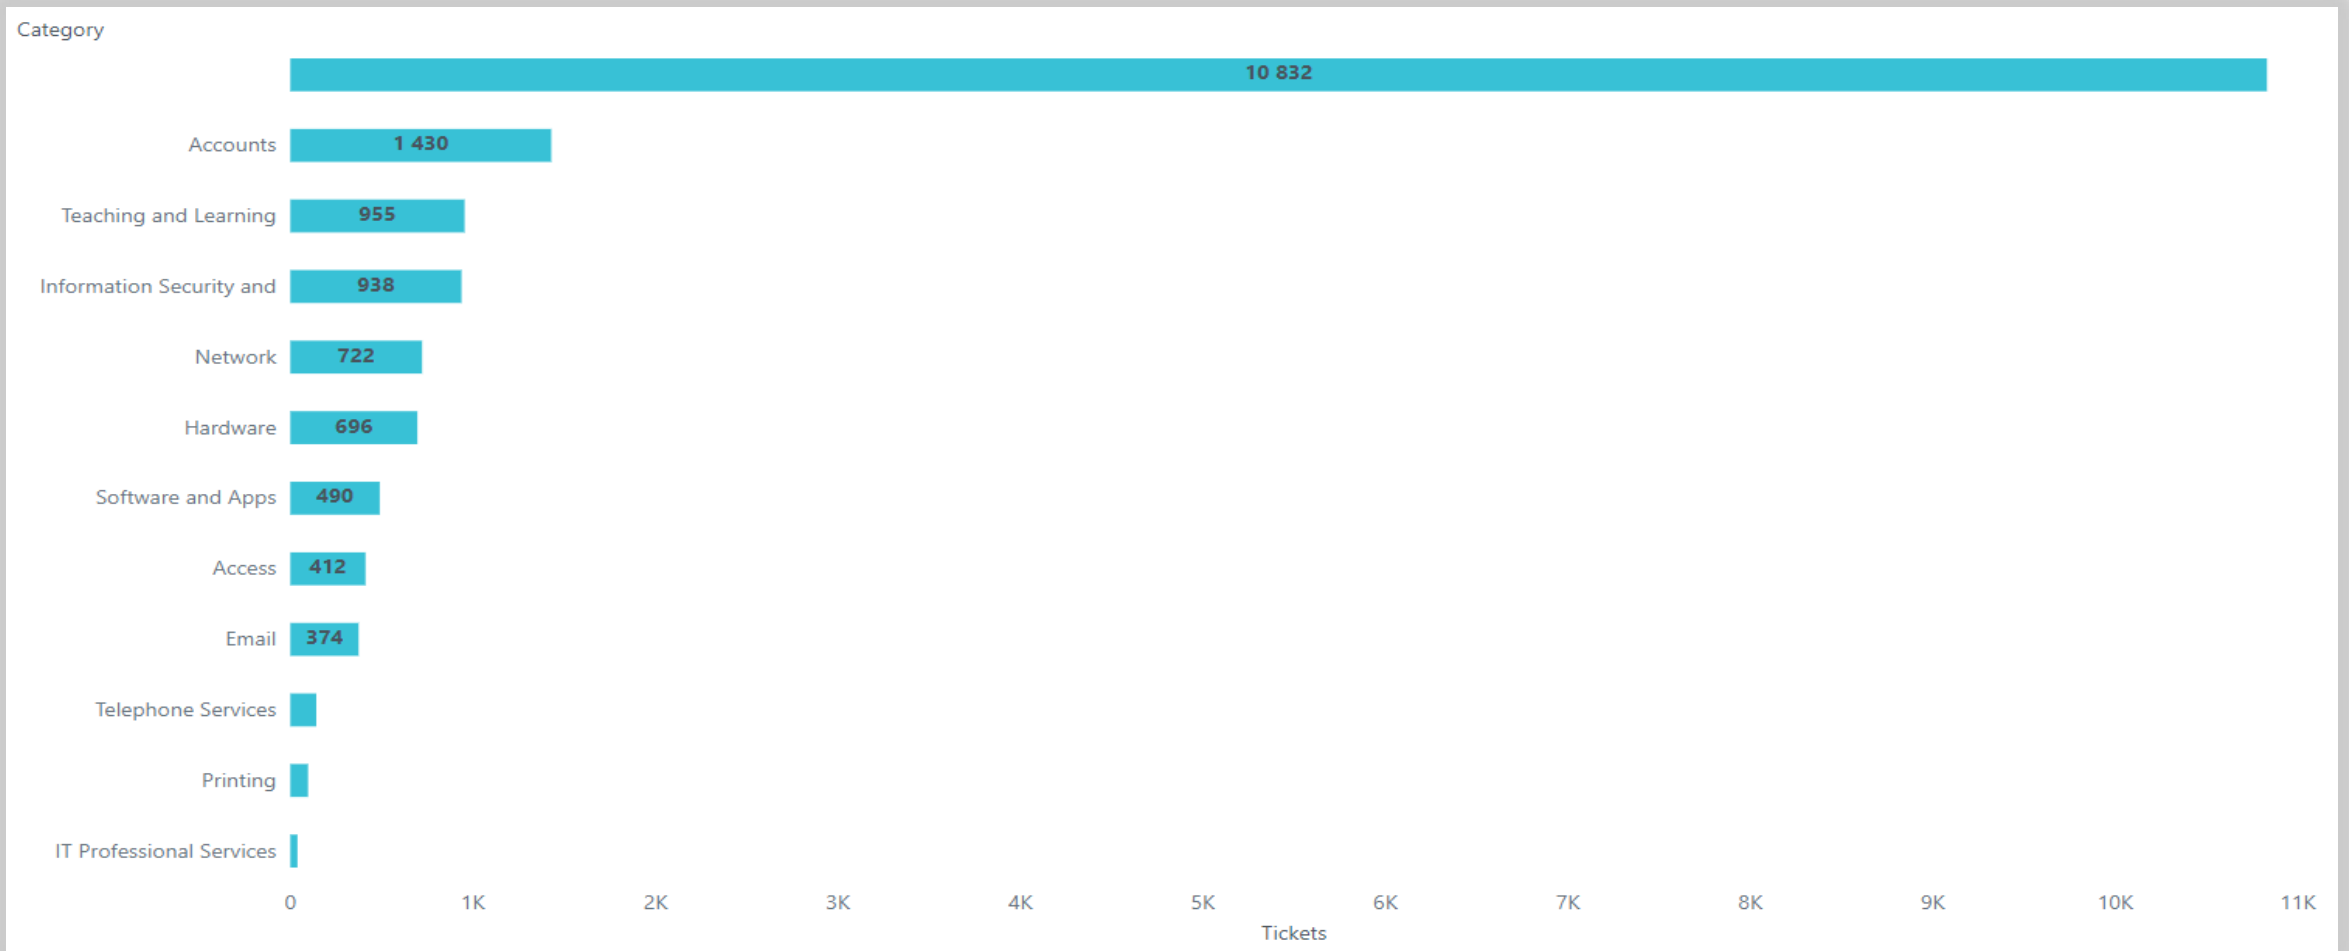 Category
10 832
Accounts 1 430
Teaching and Learning 955
Information Security and 938
Network 722
Hardware 696
Software and Apps 490
Access 412
Email 374
Telephone Services
Printing
IT Professional Services
0 1K 2K 3K 4K 5K 6K 7K 8K 9K 10K 11K
Tickets